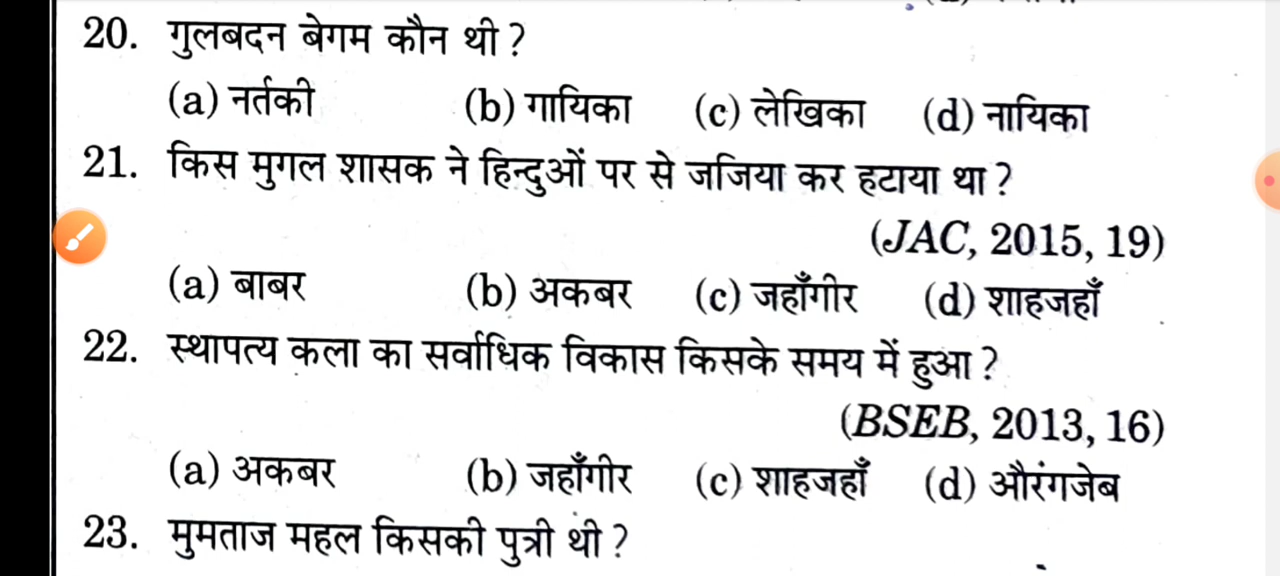 20. गुलबदन बेगम कौन थी ?
(a) नर्तकी (b) गायिका (c) लेखिका (d) नायिका
21. किस मुगल शासक ने हिन्दुओं पर से जजिया कर हटाया था ?
(JAC, 2015, 19)
(a) बाबर (b) अकबर (c) जहाँगीर (d) शाहजहाँ
22. स्थापत्य कला का सर्वाधिक विकास किसके समय में हुआ ?
(BSEB, 2013, 16)
(a) अकबर (b) जहाँगीर (c) शाहजहाँ (d) औरंगजेब
23. मुमताज महल किसकी पुत्री थी ?